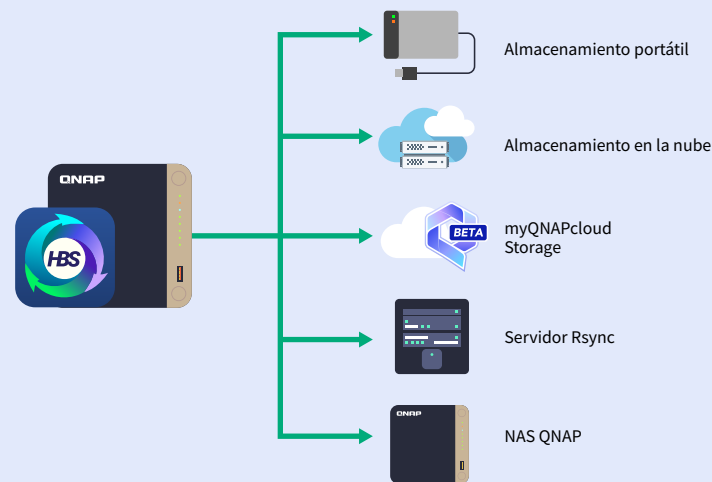 Almacenamiento portátil
Almacenamiento en la nube
QNAP
HBS
BETA
myQNAPcloud
Storage
Servidor Rsync
QNAP
NAS QNAP